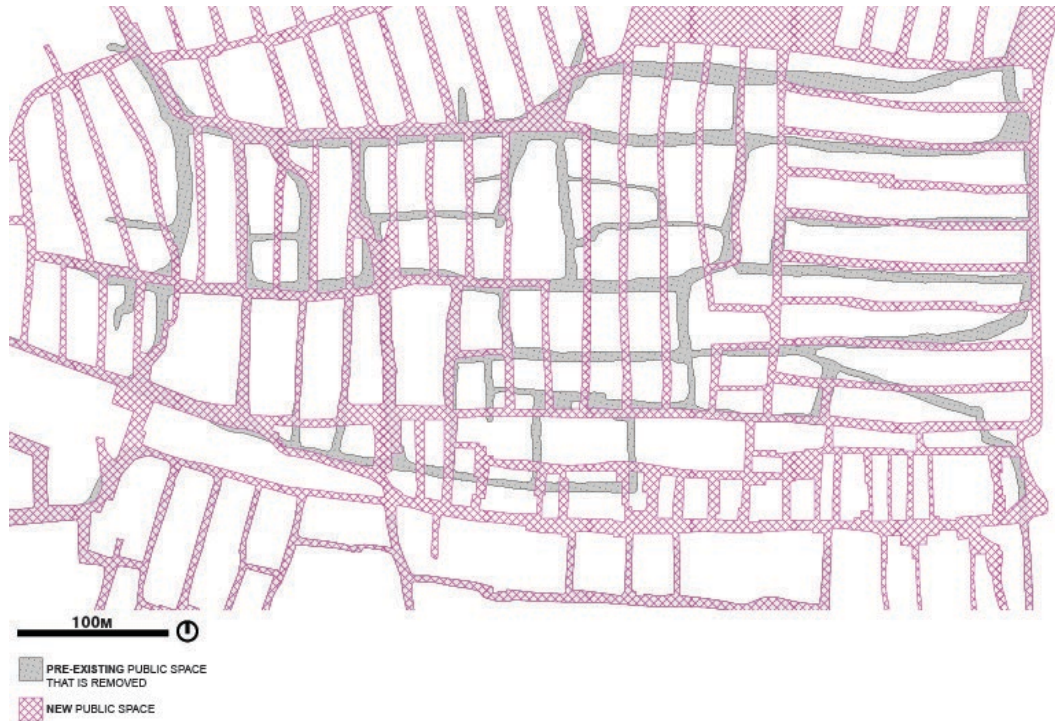 100M
PRE-EXISTING PUBLIC SPACE
THAT IS REMOVED
NEW PUBLIC SPACE